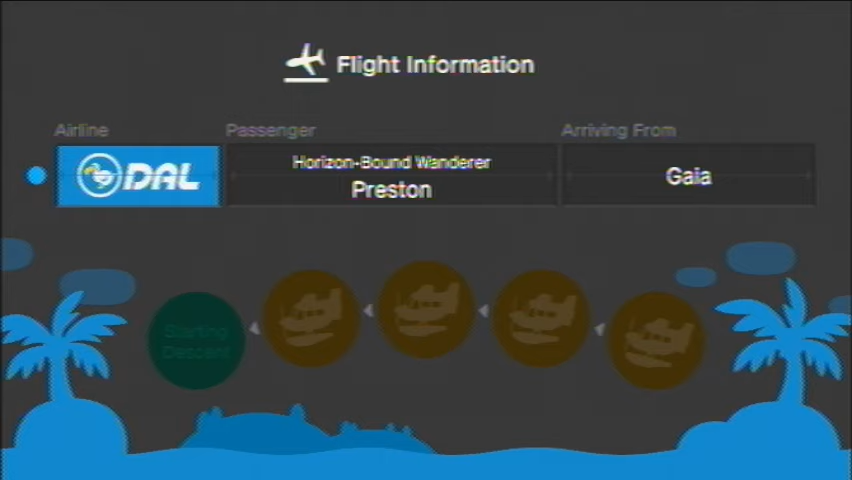 Flight Information
Airline
Passenger
Arriving From
DAL
Horizon-Bound Wanderer
Preston
Gaia
Starting
Descent